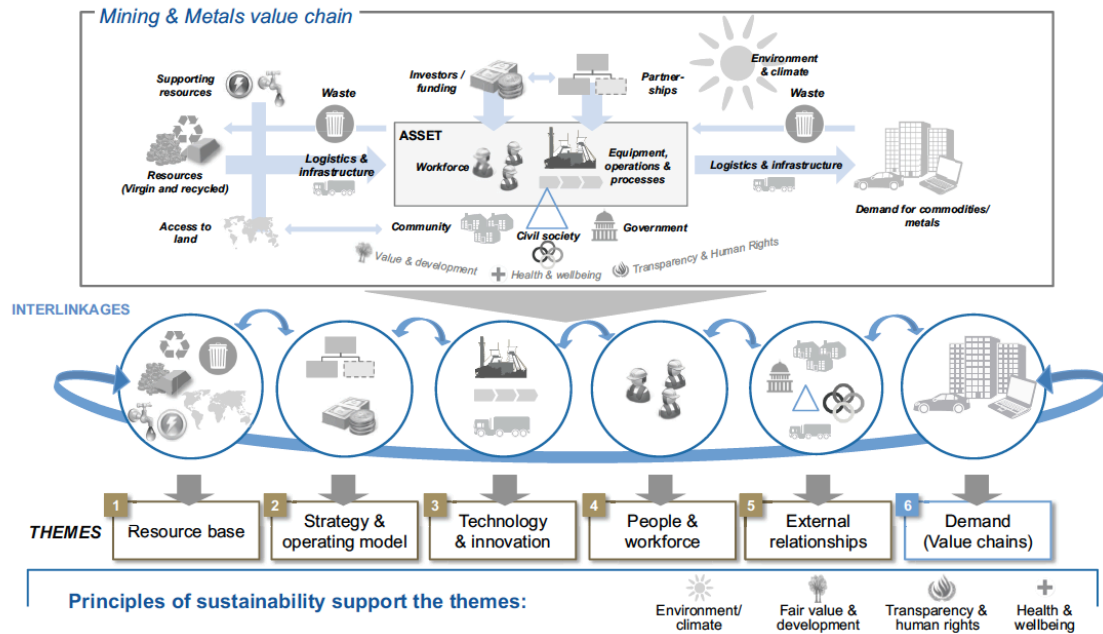 Mining & Metals value chain
Supporting
resources
Investors /
funding
Partner-
ships
Environment
& climate
Waste
Waste
ASSET
Workforce
Equipment,
operations &
processes
Resources
(Virgin and recycled)
Logistics &
infrastructure
Logistics & infrastructure
Demand for commodities/
metals
Access to
land
Community
Civil society
Government
Value & development
Health & wellbeing
Transparency & Human Rights
INTERLINKAGES
THEMES
1
Resource base
2
Strategy &
operating model
3
Technology
& innovation
4
People &
workforce
5
External
relationships
6
Demand
(Value chains)
Principles of sustainability support the themes:
Environment/
climate
Fair value &
development
Transparency &
human rights
Health &
wellbeing